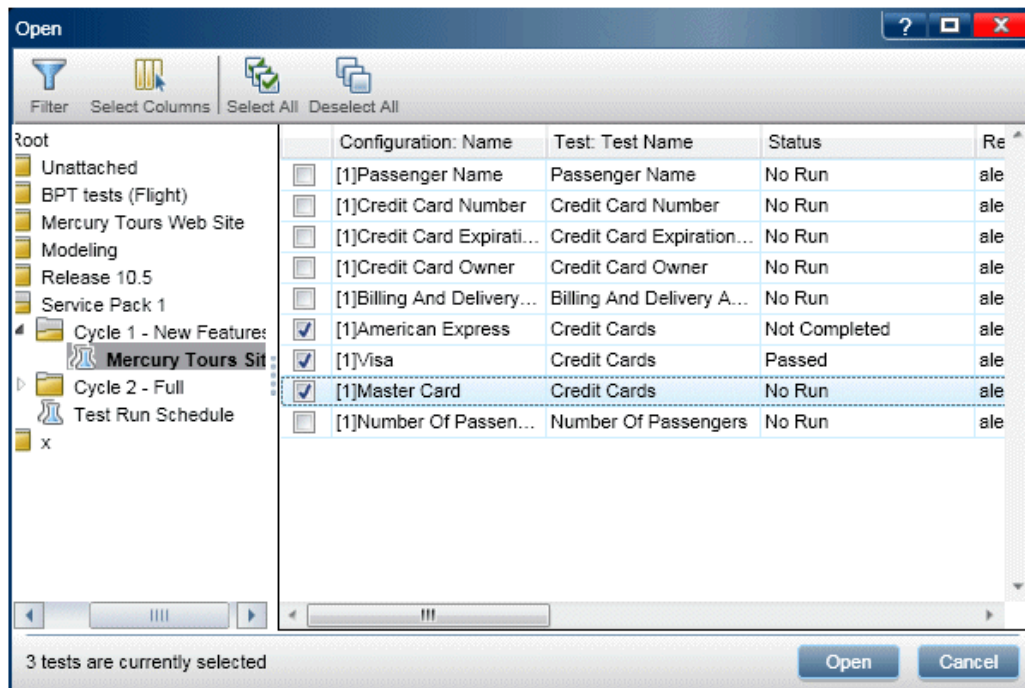 Open
?
X
Filter
Select Columns
Select All
Deselect All
Root
Unattached
BPT tests (Flight)
Mercury Tours Web Site
Modeling
Release 10.5
Service Pack 1
Cycle 1 - New Features
Mercury Tours Sit
Cycle 2 - Full
Test Run Schedule
x
Configuration: Name Test: Test Name Status Re
[1]Passenger Name Passenger Name No Run ale
[1]Credit Card Number Credit Card Number No Run ale
[1]Credit Card Expirati... Credit Card Expiration... No Run ale
[1]Credit Card Owner Credit Card Owner No Run ale
[1]Billing And Delivery... Billing And Delivery A... No Run ale
[1]American Express Credit Cards Not Completed ale
[1]Visa Credit Cards Passed ale
[1]Master Card Credit Cards No Run ale
[1]Number Of Passen... Number Of Passengers No Run ale
3 tests are currently selected
Open
Cancel